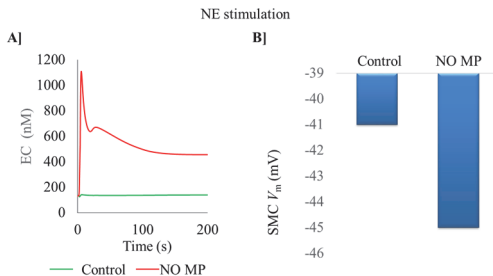 NE stimulation
A]
EC (nM)
1200
1000
800
600
400
200
0
0 100 200
Time (s)
Control NO MP
B]
Control NO MP
SMC Vm (mV)
-39
-40
-41
-42
-43
-44
-45
-46